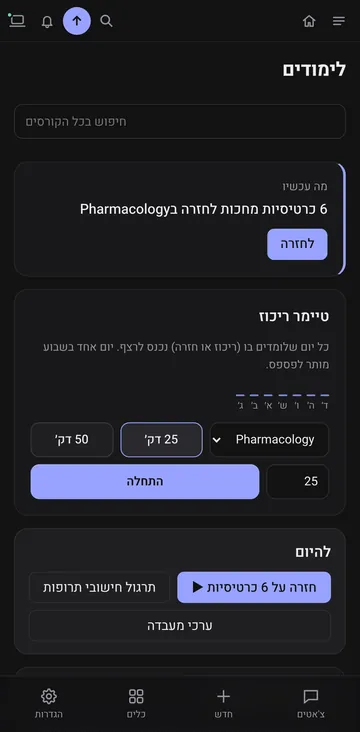 לימודים
חיפוש בכל הקורסים
מה עכשיו
6 כרטיסיות מחכות לחזרה בPharmacology
לחזרה
טיימר ריכוז
כל יום שלומדים בו (ריכוז או חזרה) נכנס לרצף. יום אחד בשבוע
מותר לפספס.
ד׳ ה׳ ו׳ ש׳ א׳ ב׳ ג׳
Pharmacology 25 דק׳ 50 דק׳
25 התחלה
להיום
חזרה על 6 כרטיסיות ▶ תרגול חישובי תרופות
ערכי מעבדה
צ'אטים חדש כלים הגדרות